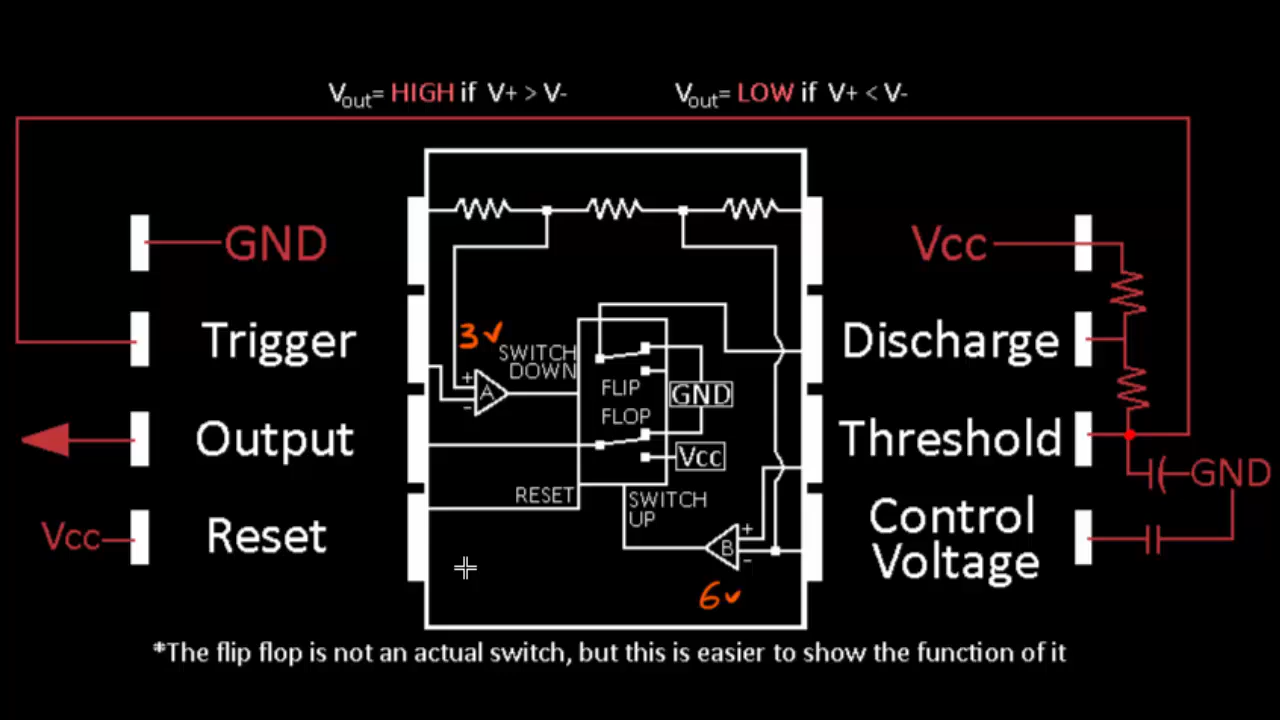 Vout= HIGH if V+ > V-
Vout= LOW if V+ < V-
GND
Vcc
3v
SWITCH
DOWN
Trigger
Discharge
+
A
-
FLIP
FLOP
GND
Output
Threshold
Vcc
GND
RESET
SWITCH
UP
Vcc
Reset
+
B
-
Control
Voltage
6v
*The flip flop is not an actual switch, but this is easier to show the function of it